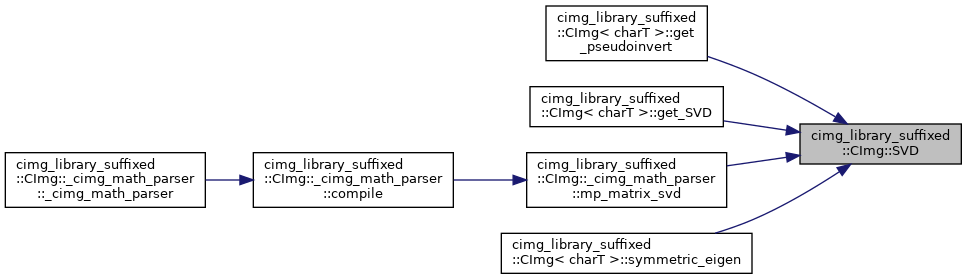 cimg_library_suffixed
::CImg< charT >::get
_pseudoinvert
cimg_library_suffixed
::CImg< charT >::get_SVD
cimg_library_suffixed
::CImg::SVD
cimg_library_suffixed
::CImg::_cimg_math_parser
::_cimg_math_parser
cimg_library_suffixed
::CImg::_cimg_math_parser
::compile
cimg_library_suffixed
::CImg::_cimg_math_parser
::mp_matrix_svd
cimg_library_suffixed
::CImg< charT >::symmetric_eigen